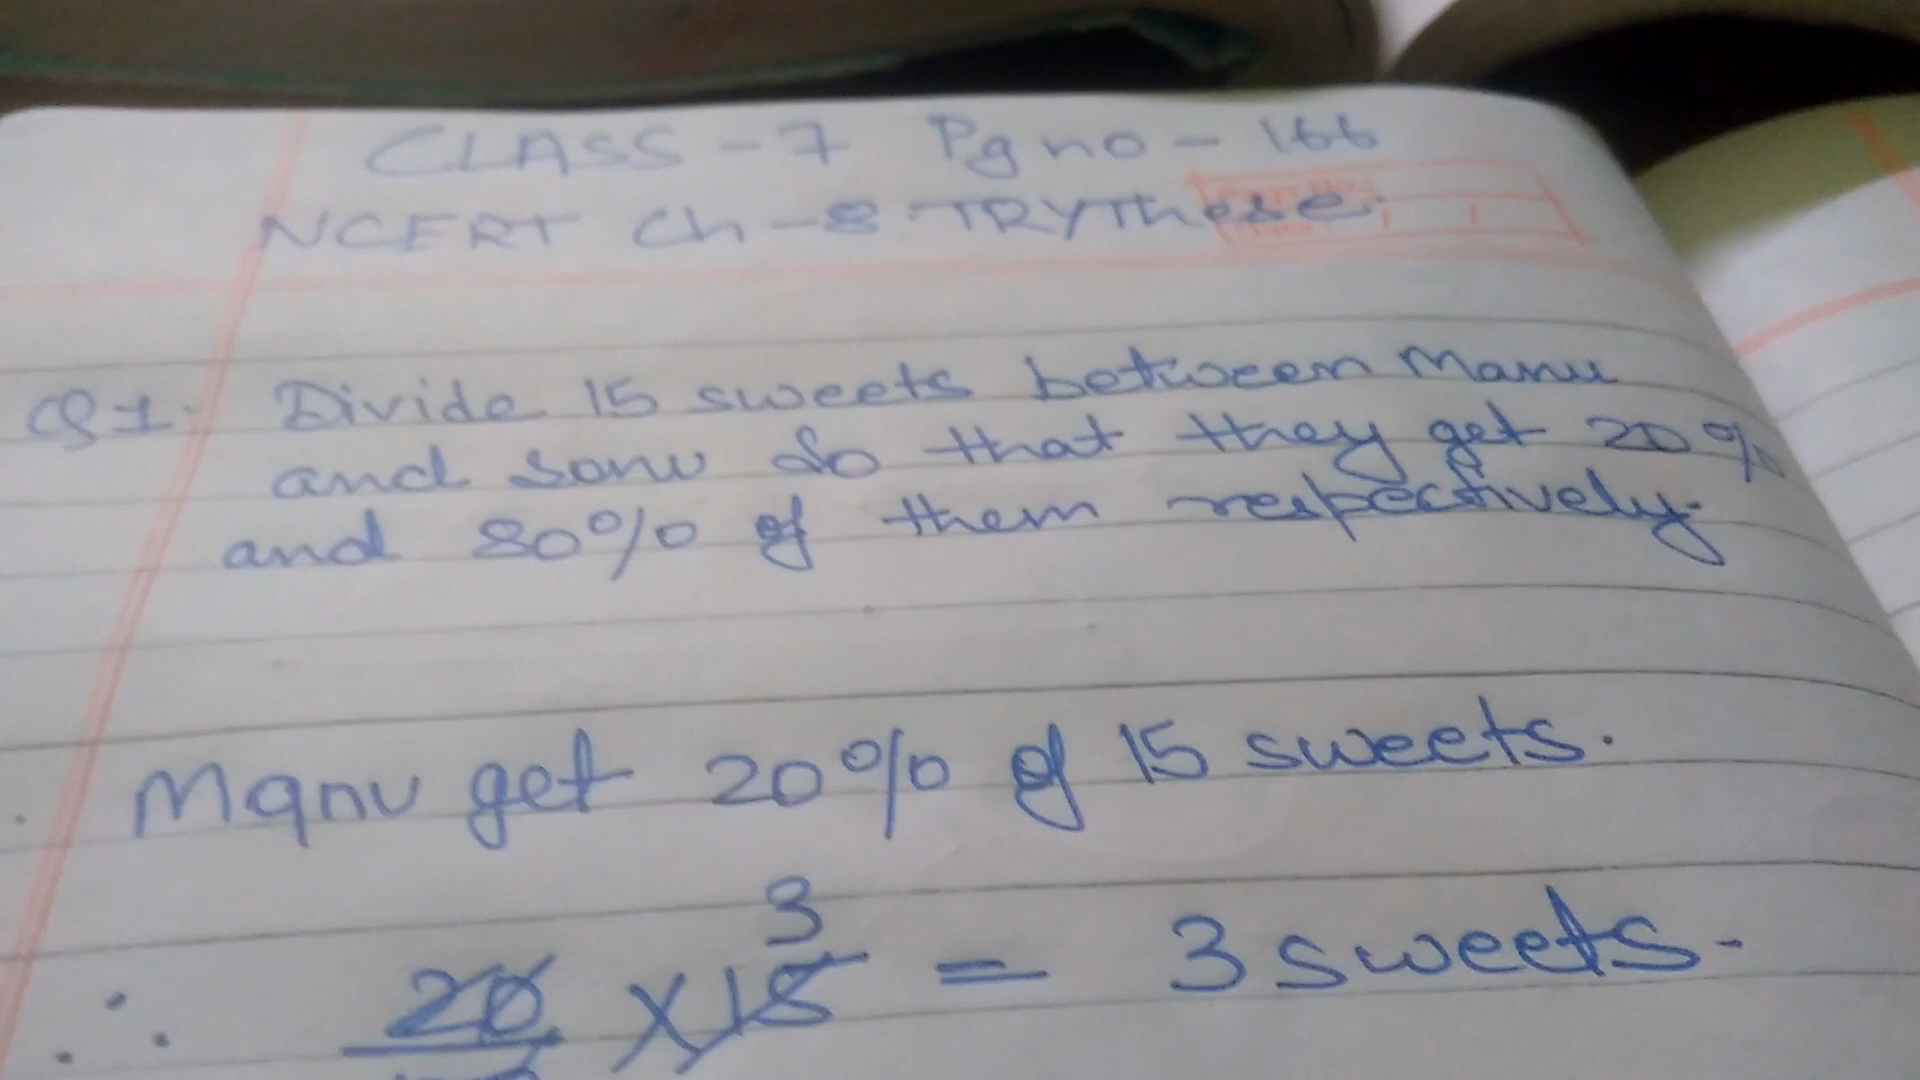 CLASS - 7 Pg no - 166
NCERT Ch - 8 TRY These.
Q1. Divide 15 sweets between Manu
and sonu so that they get 20%
and 80% of them respectively.
Manu get 20% of 15 sweets.
3
∴ 20 × 15 = 3 sweets.